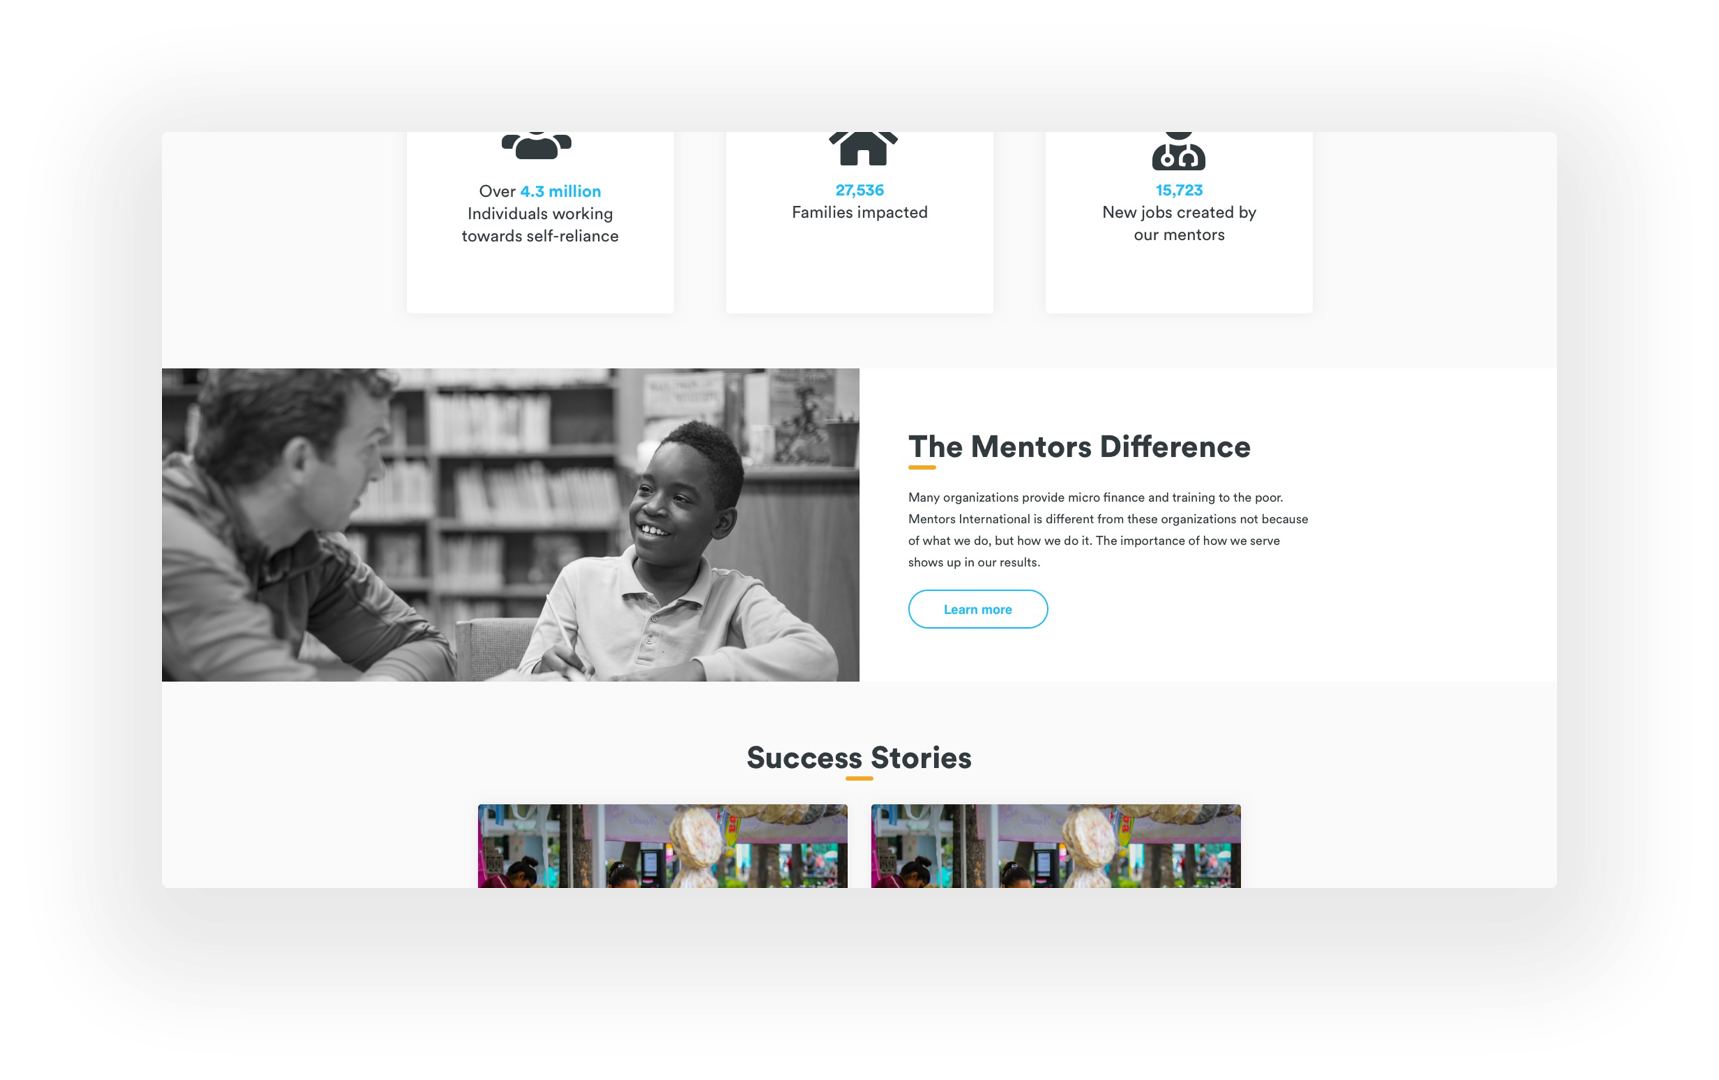 Over 4.3 million
Individuals working
towards self-reliance
27,536
Families impacted
15,723
New jobs created by
our mentors
The Mentors Difference
Many organizations provide micro finance and training to the poor.
Mentors International is different from these organizations not because
of what we do, but how we do it. The importance of how we serve
shows up in our results.
Learn more
Success Stories